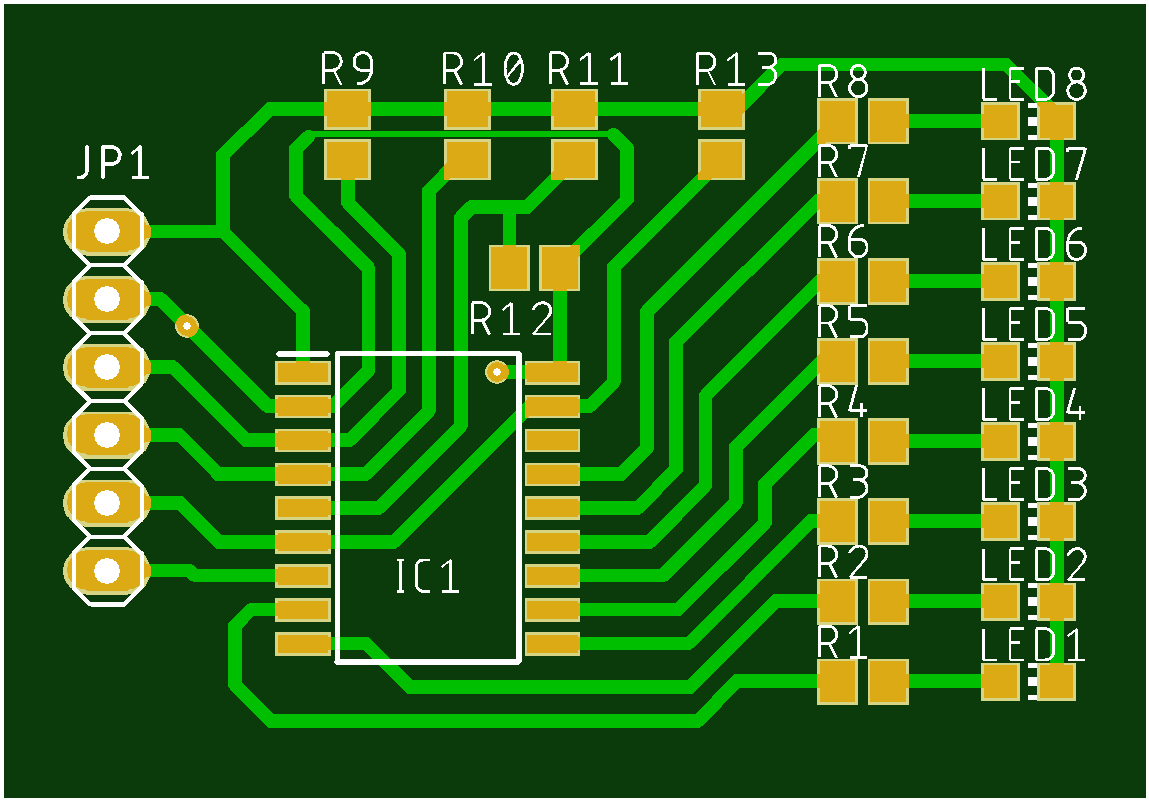 R9 R10 R11 R13
R8 LED8
JP1
R7 LED7
R6 LED6
R12
R5 LED5
R4 LED4
R3 LED3
IC1
R2 LED2
R1 LED1